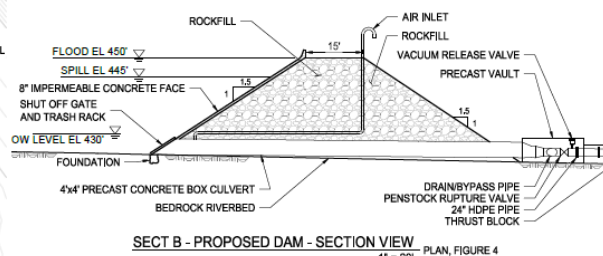 ROCKFILL
AIR INLET
15'
ROCKFILL
FLOOD EL 450'
VACUUM RELEASE VALVE
SPILL EL 445'
PRECAST VAULT
1.5
1
8" IMPERMEABLE CONCRETE FACE
SHUT OFF GATE
AND TRASH RACK
1.5
1
OW LEVEL EL 430'
FOUNDATION
4'x4' PRECAST CONCRETE BOX CULVERT
BEDROCK RIVERBED
DRAIN/BYPASS PIPE
PENSTOCK RUPTURE VALVE
24" HDPE PIPE
THRUST BLOCK
SECT B - PROPOSED DAM - SECTION VIEW
PLAN, FIGURE 4